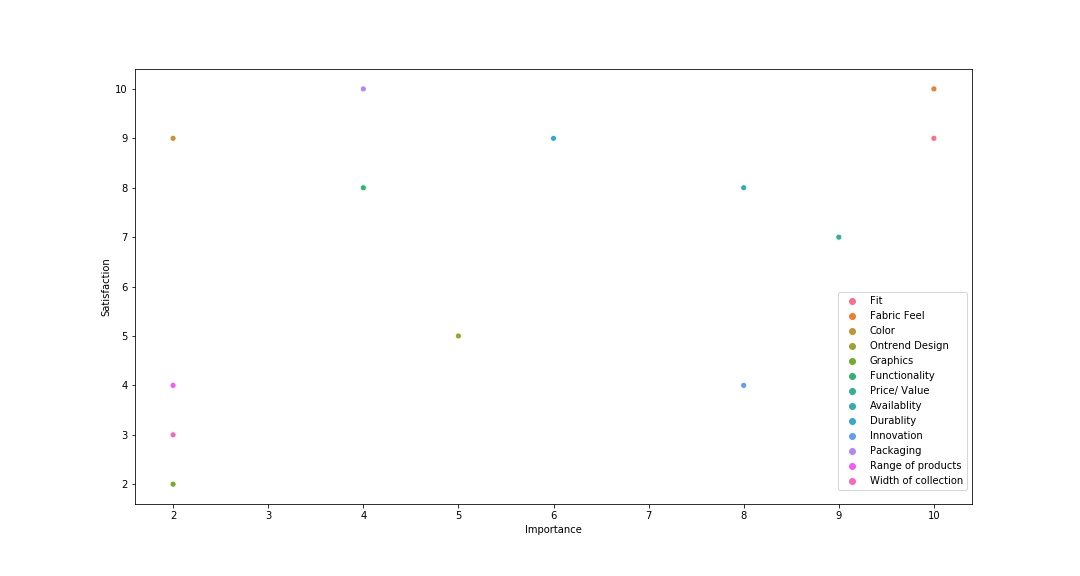 10
9
8
7
6
5
4
3
2
Satisfaction
Fit
Fabric Feel
Color
Ontrend Design
Graphics
Functionality
Price/ Value
Availablity
Durablity
Innovation
Packaging
Range of products
Width of collection
2 3 4 5 6 7 8 9 10
Importance